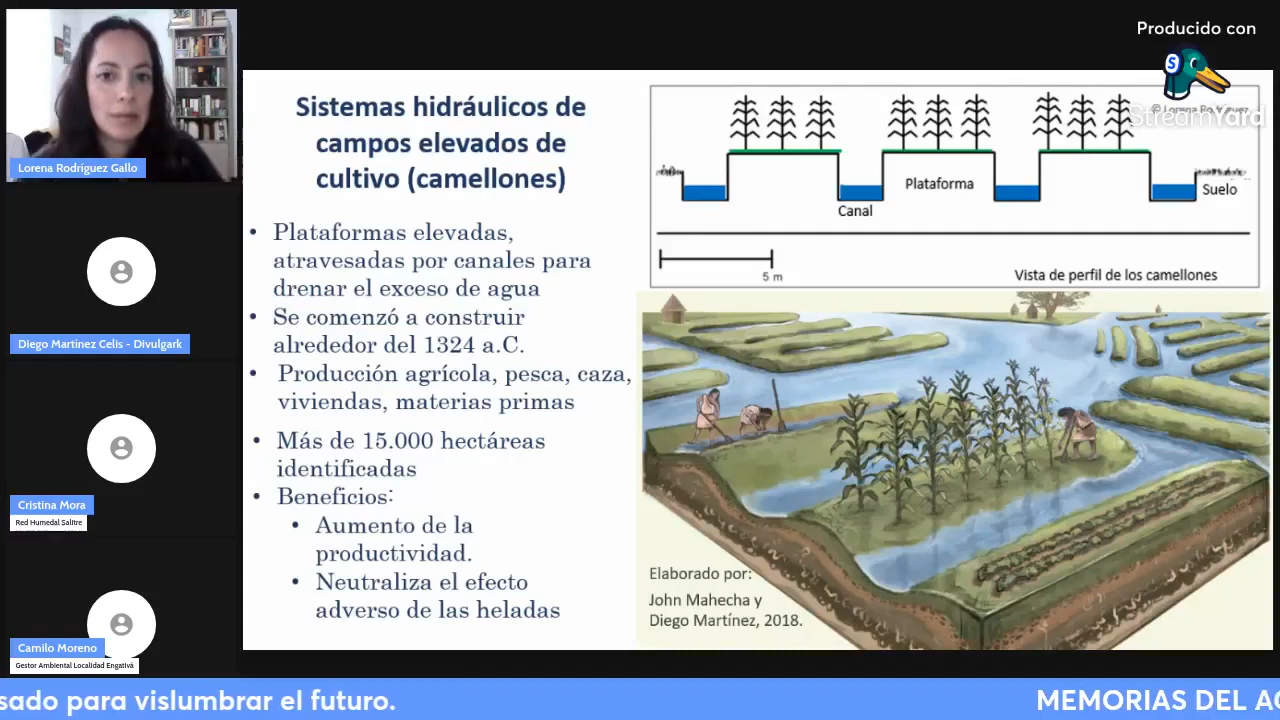 Producido con
StreamYard
Lorena Rodríguez Gallo
Diego Martínez Celis - Divulgark
Cristina Mora
Red Humedal Salitre
Camilo Moreno
Gestor Ambiental Localidad Engativá
Sistemas hidráulicos de
campos elevados de
cultivo (camellones)
• Plataformas elevadas,
atravesadas por canales para
drenar el exceso de agua
• Se comenzó a construir
alrededor del 1324 a.C.
• Producción agrícola, pesca, caza,
viviendas, materias primas
• Más de 15.000 hectáreas
identificadas
• Beneficios:
• Aumento de la
productividad.
• Neutraliza el efecto
adverso de las heladas
© Lorena Rodríguez
Plataforma
Canal
Suelo
5 m
Vista de perfil de los camellones
Elaborado por:
John Mahecha y
Diego Martínez, 2018.
sado para vislumbrar el futuro.
MEMORIAS DEL